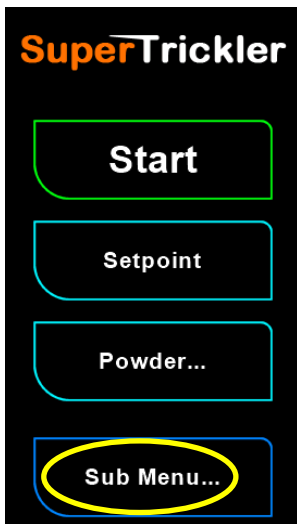 SuperTrickler
Start
Setpoint
Powder...
Sub Menu...